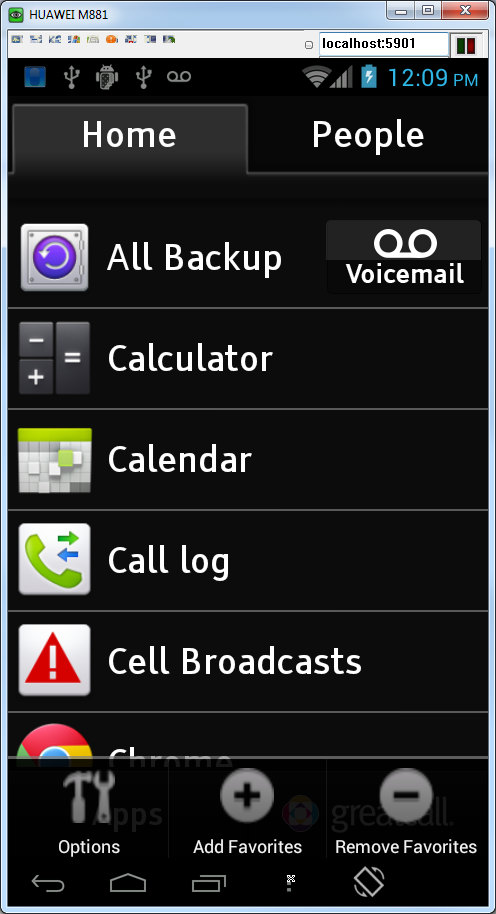 HUAWEI M881
localhost:5901
12:09 PM
Home People
All Backup
Voicemail
Calculator
Calendar
Call log
Cell Broadcasts
Chrome
Apps greatcall.
Options Add Favorites Remove Favorites